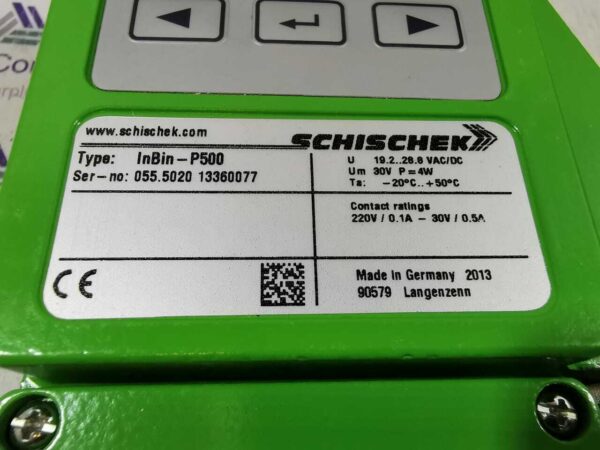 Co
rpl
www.schischek.com
SCHISCHEK
Type: InBin-P500
Ser-no: 055.5020 13360077
U 19.2..28.8 VAC/DC
Um 30V P=4W
Ta: -20°C..+50°C
Contact ratings
220V / 0.1A - 30V / 0.5A
CE
Made in Germany 2013
90579 Langenzenn